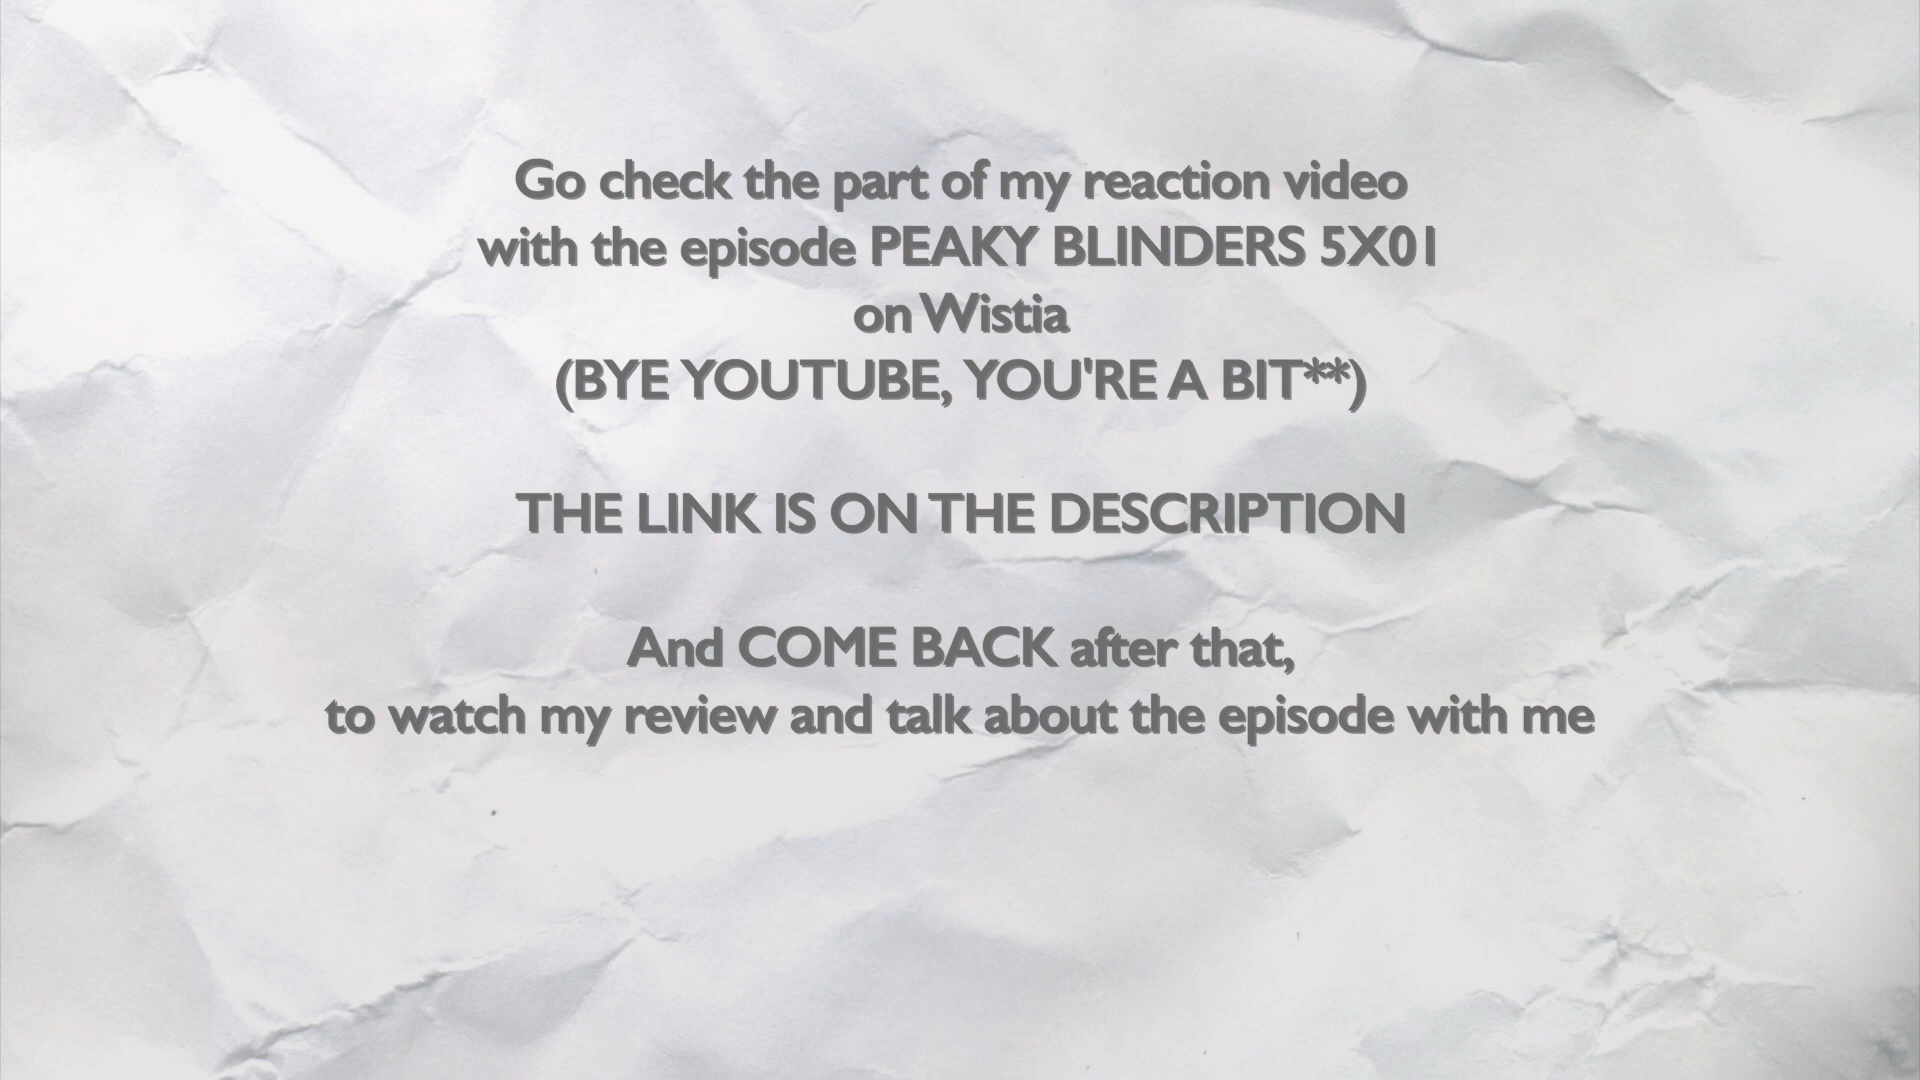 Go check the part of my reaction video
with the episode PEAKY BLINDERS 5X01
on Wistia
(BYE YOUTUBE, YOU'RE A BIT**)
THE LINK IS ON THE DESCRIPTION
And COME BACK after that,
to watch my review and talk about the episode with me